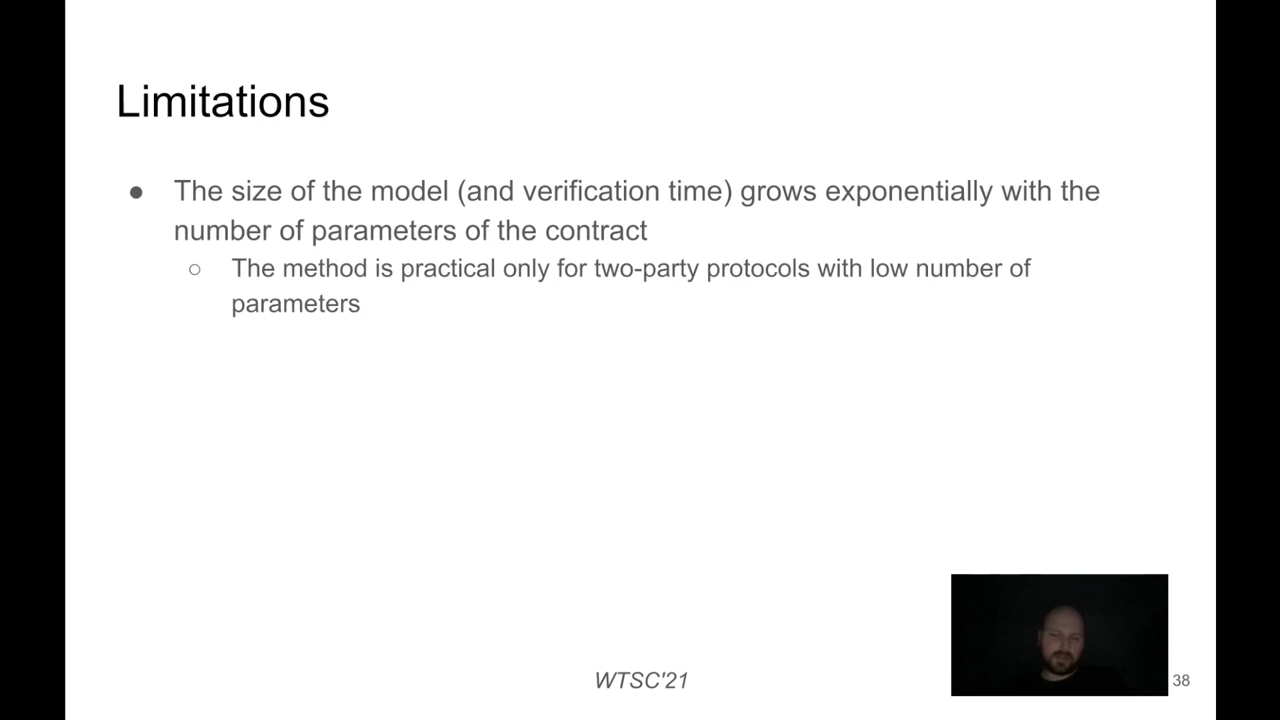 Limitations
● The size of the model (and verification time) grows exponentially with the
number of parameters of the contract
○ The method is practical only for two-party protocols with low number of
parameters
WTSC'21
38